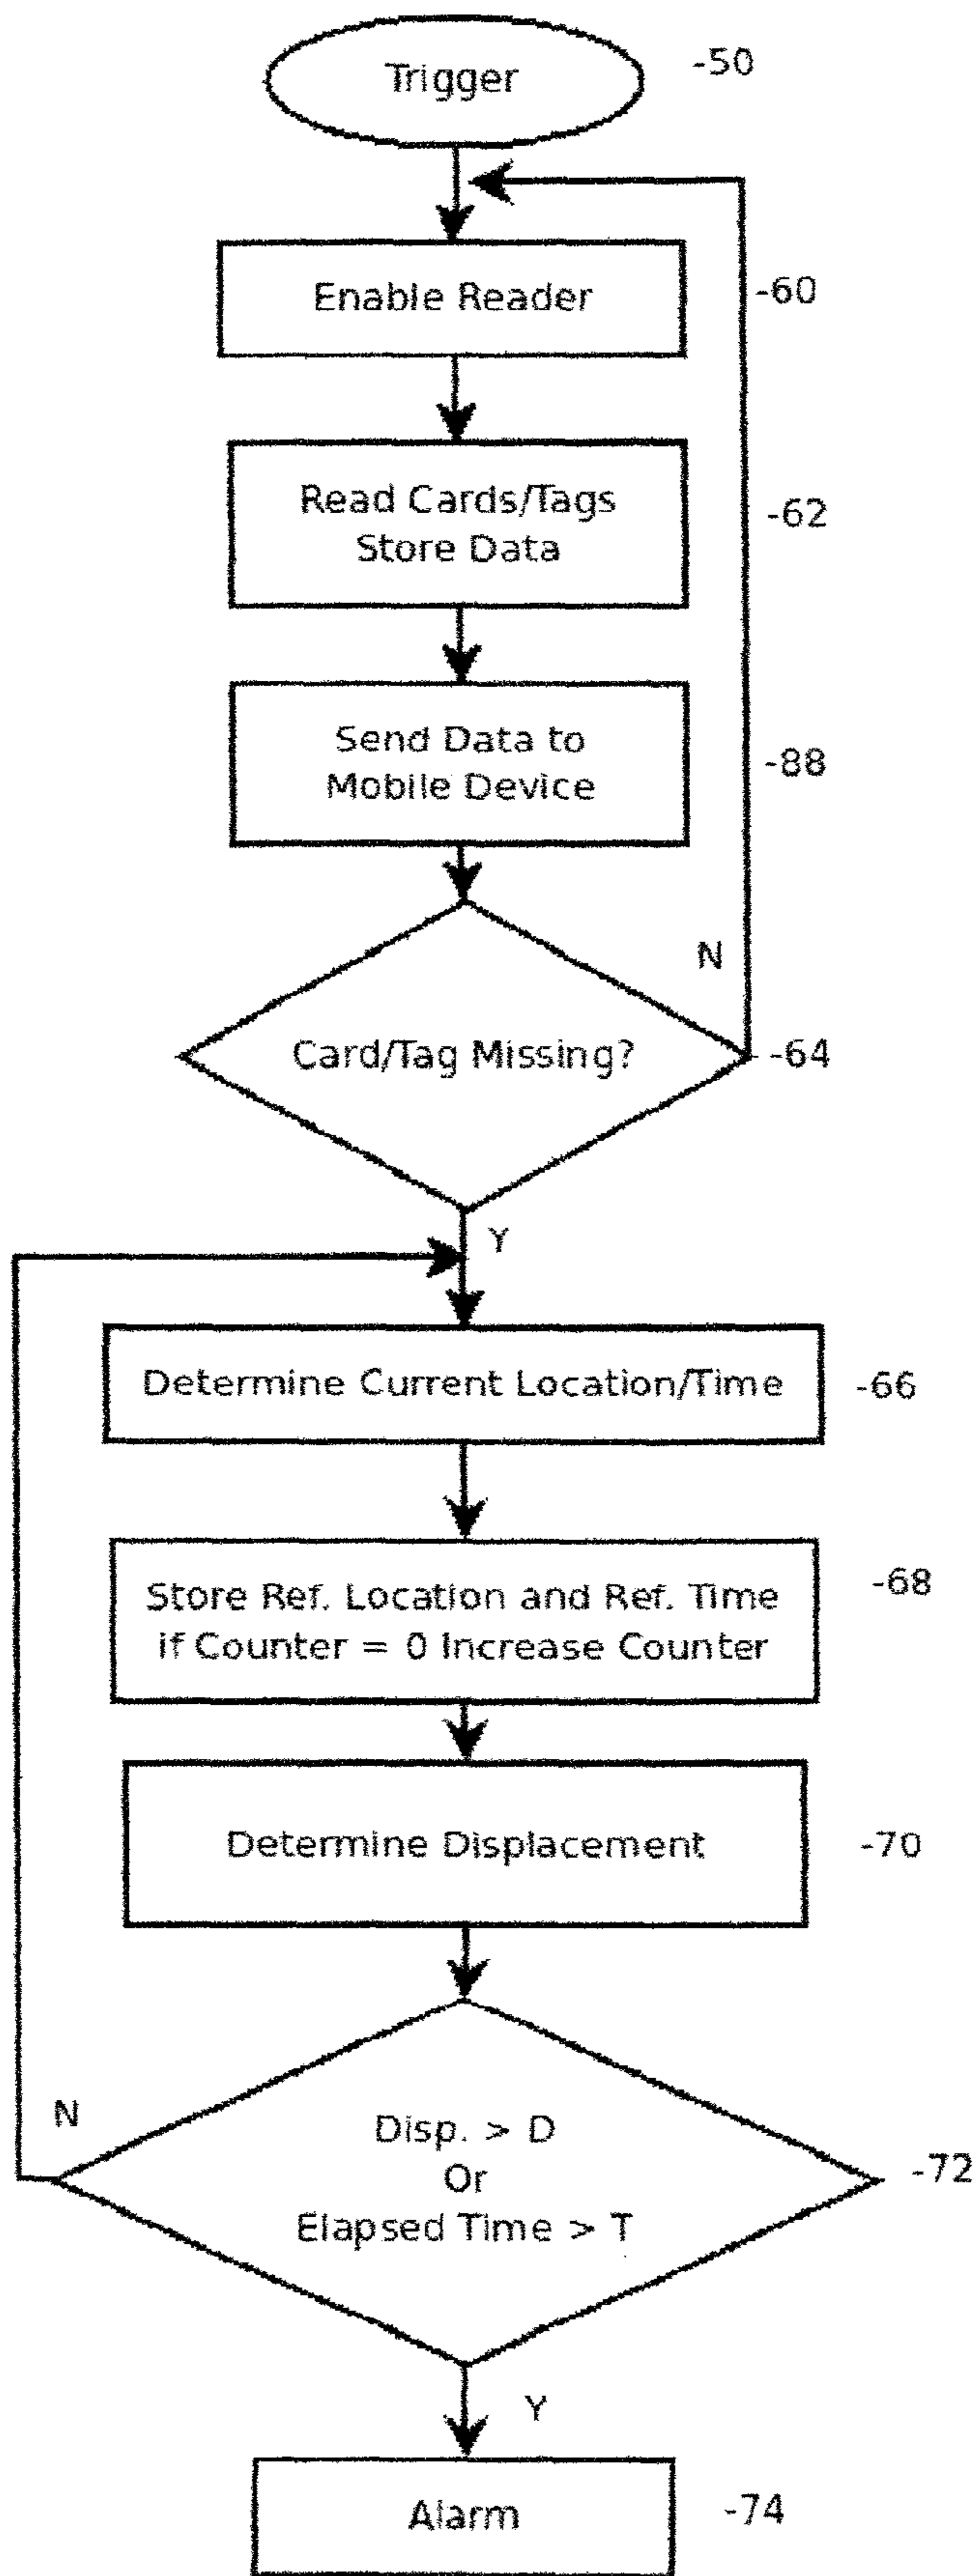 Trigger -50
Enable Reader -60
Read Cards/Tags
Store Data
-62
Send Data to
Mobile Device
-88
N
Card/Tag Missing? -64
Y
Determine Current Location/Time -66
Store Ref. Location and Ref. Time
if Counter = 0 Increase Counter
-68
Determine Displacement -70
N
Disp. > D
Or
Elapsed Time > T
-72
Y
Alarm -74